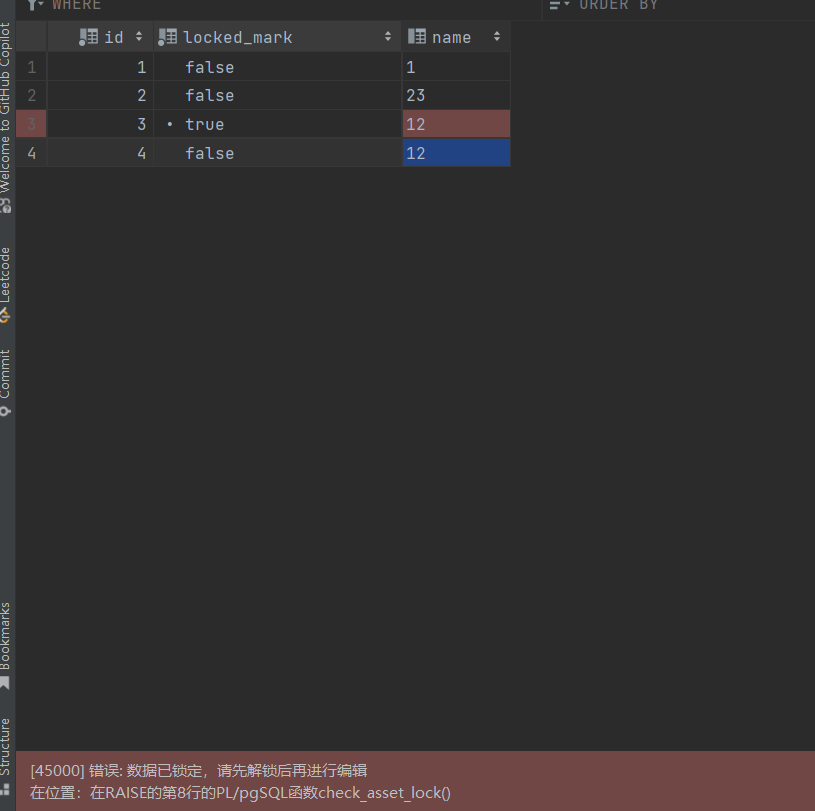 WHERE
ORDER BY
id locked_mark name
1 1 false 1
2 2 false 23
3 3 • true 12
4 4 false 12
Welcome to GitHub Copilot
Leetcode
Commit
Bookmarks
Structure
[45000] 错误: 数据已锁定，请先解锁后再进行编辑
在位置：在RAISE的第8行的PL/pgSQL函数check_asset_lock()